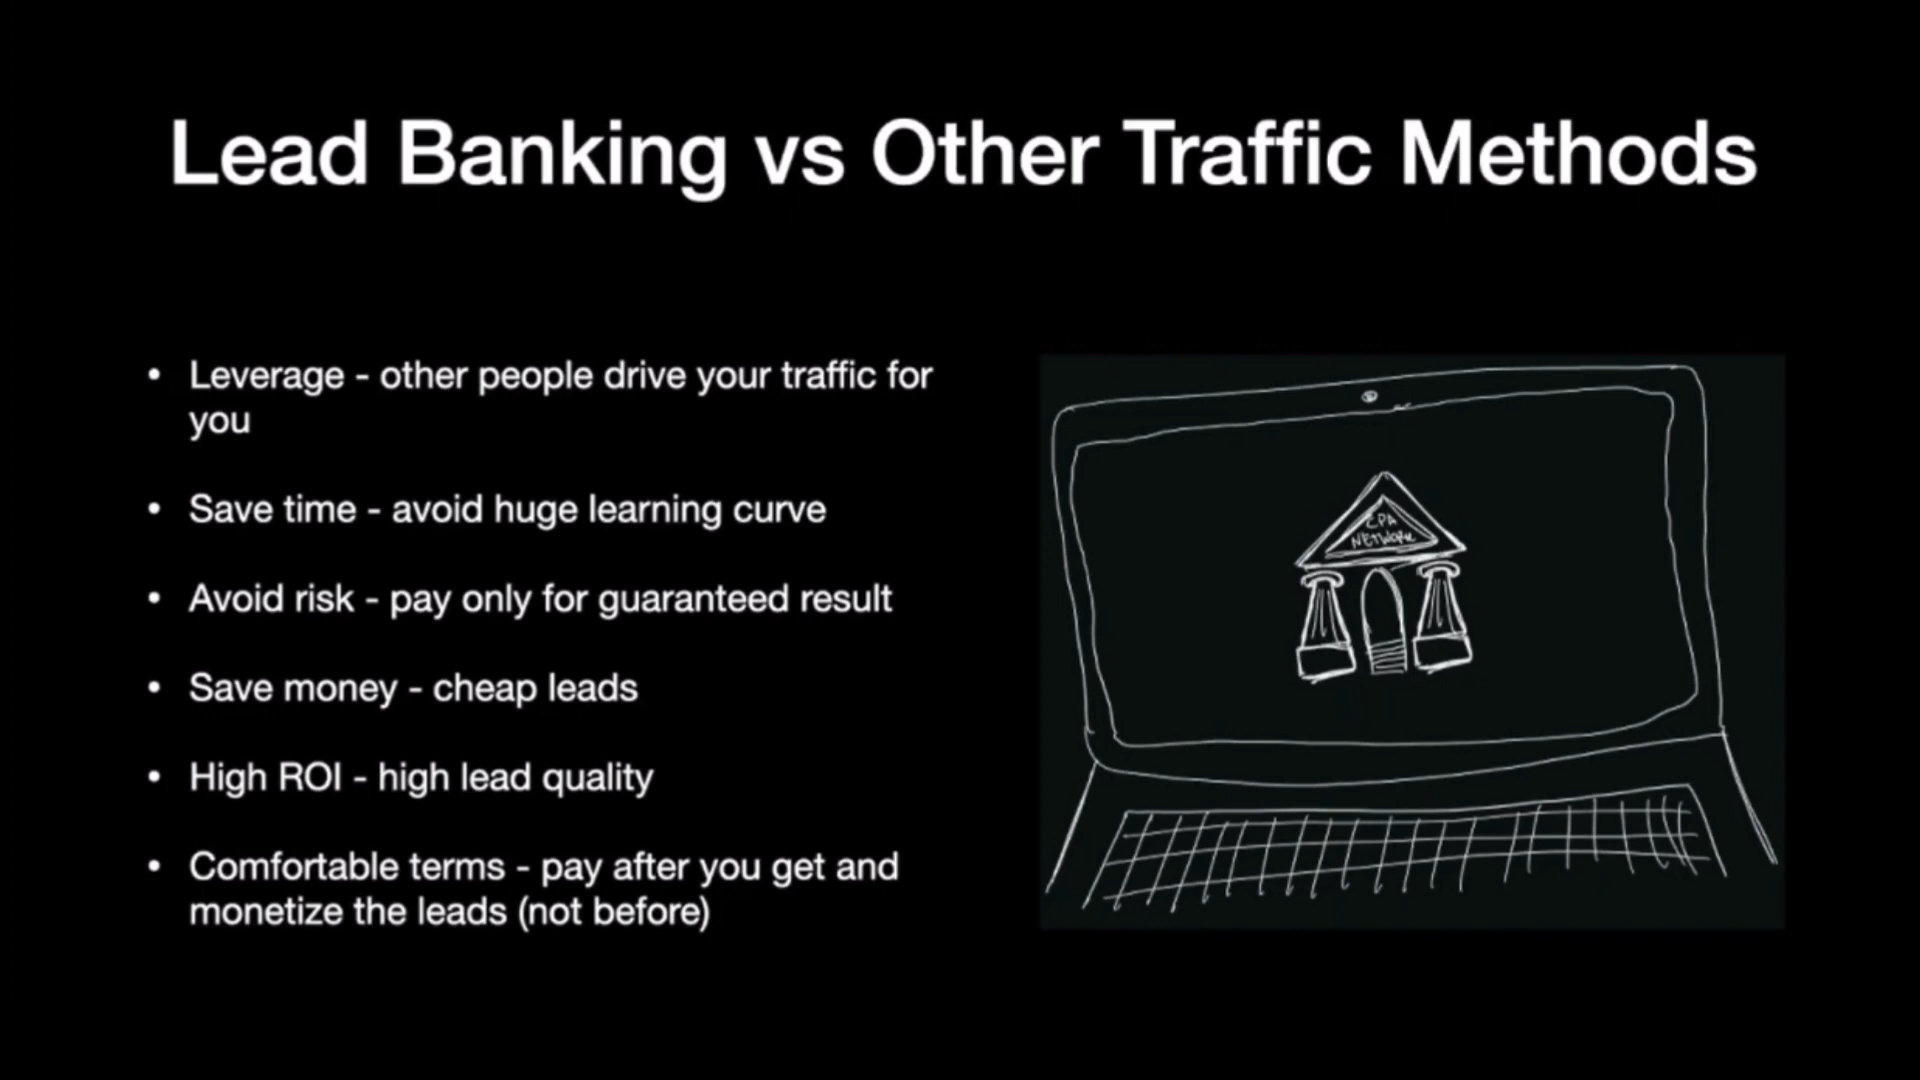 Lead Banking vs Other Traffic Methods
• Leverage - other people drive your traffic for
you
• Save time - avoid huge learning curve
• Avoid risk - pay only for guaranteed result
• Save money - cheap leads
• High ROI - high lead quality
• Comfortable terms - pay after you get and
monetize the leads (not before)
CPA
NETWORK